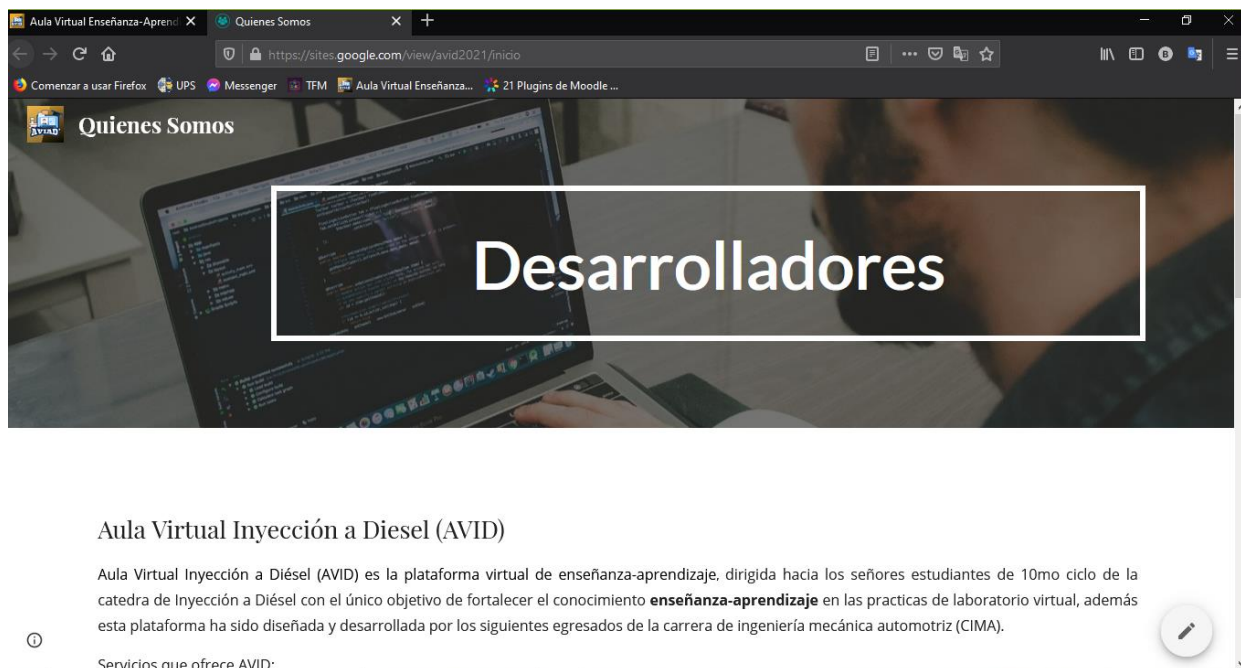 Aula Virtual Enseñanza-Aprend
Quienes Somos
https://sites.google.com/view/avid2021/inicio
Comenzar a usar Firefox
UPS
Messenger
TFM
Aula Virtual Enseñanza...
21 Plugins de Moodle ...
Quienes Somos
Desarrolladores
Aula Virtual Inyección a Diesel (AVID)
Aula Virtual Inyección a Diésel (AVID) es la plataforma virtual de enseñanza-aprendizaje, dirigida hacia los señores estudiantes de 10mo ciclo de la
catedra de Inyección a Diésel con el único objetivo de fortalecer el conocimiento enseñanza-aprendizaje en las practicas de laboratorio virtual, además
esta plataforma ha sido diseñada y desarrollada por los siguientes egresados de la carrera de ingeniería mecánica automotriz (CIMA).
Servicios que ofrece AVID: